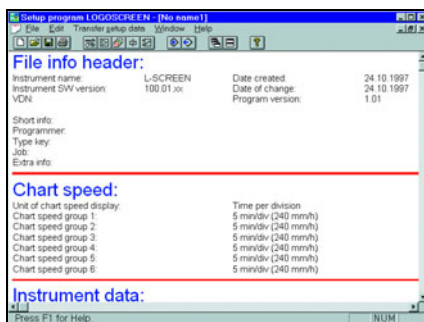 Setup program LOGOSCREEN - [No name1]
File Edit Transfer setup data Window Help
File info header:
Instrument name: L-SCREEN Date created: 24.10.1997
Instrument SW version: 100.01.xx Date of change: 24.10.1997
VDN: Program version: 1.01
Short info:
Programmer:
Type key:
Job:
Extra info:
Chart speed:
Unit of chart speed display: Time per division
Chart speed group 1: 5 min/div (240 mm/h)
Chart speed group 2: 5 min/div (240 mm/h)
Chart speed group 3: 5 min/div (240 mm/h)
Chart speed group 4: 5 min/div (240 mm/h)
Chart speed group 5: 5 min/div (240 mm/h)
Chart speed group 6: 5 min/div (240 mm/h)
Instrument data:
Press F1 for Help. NUM